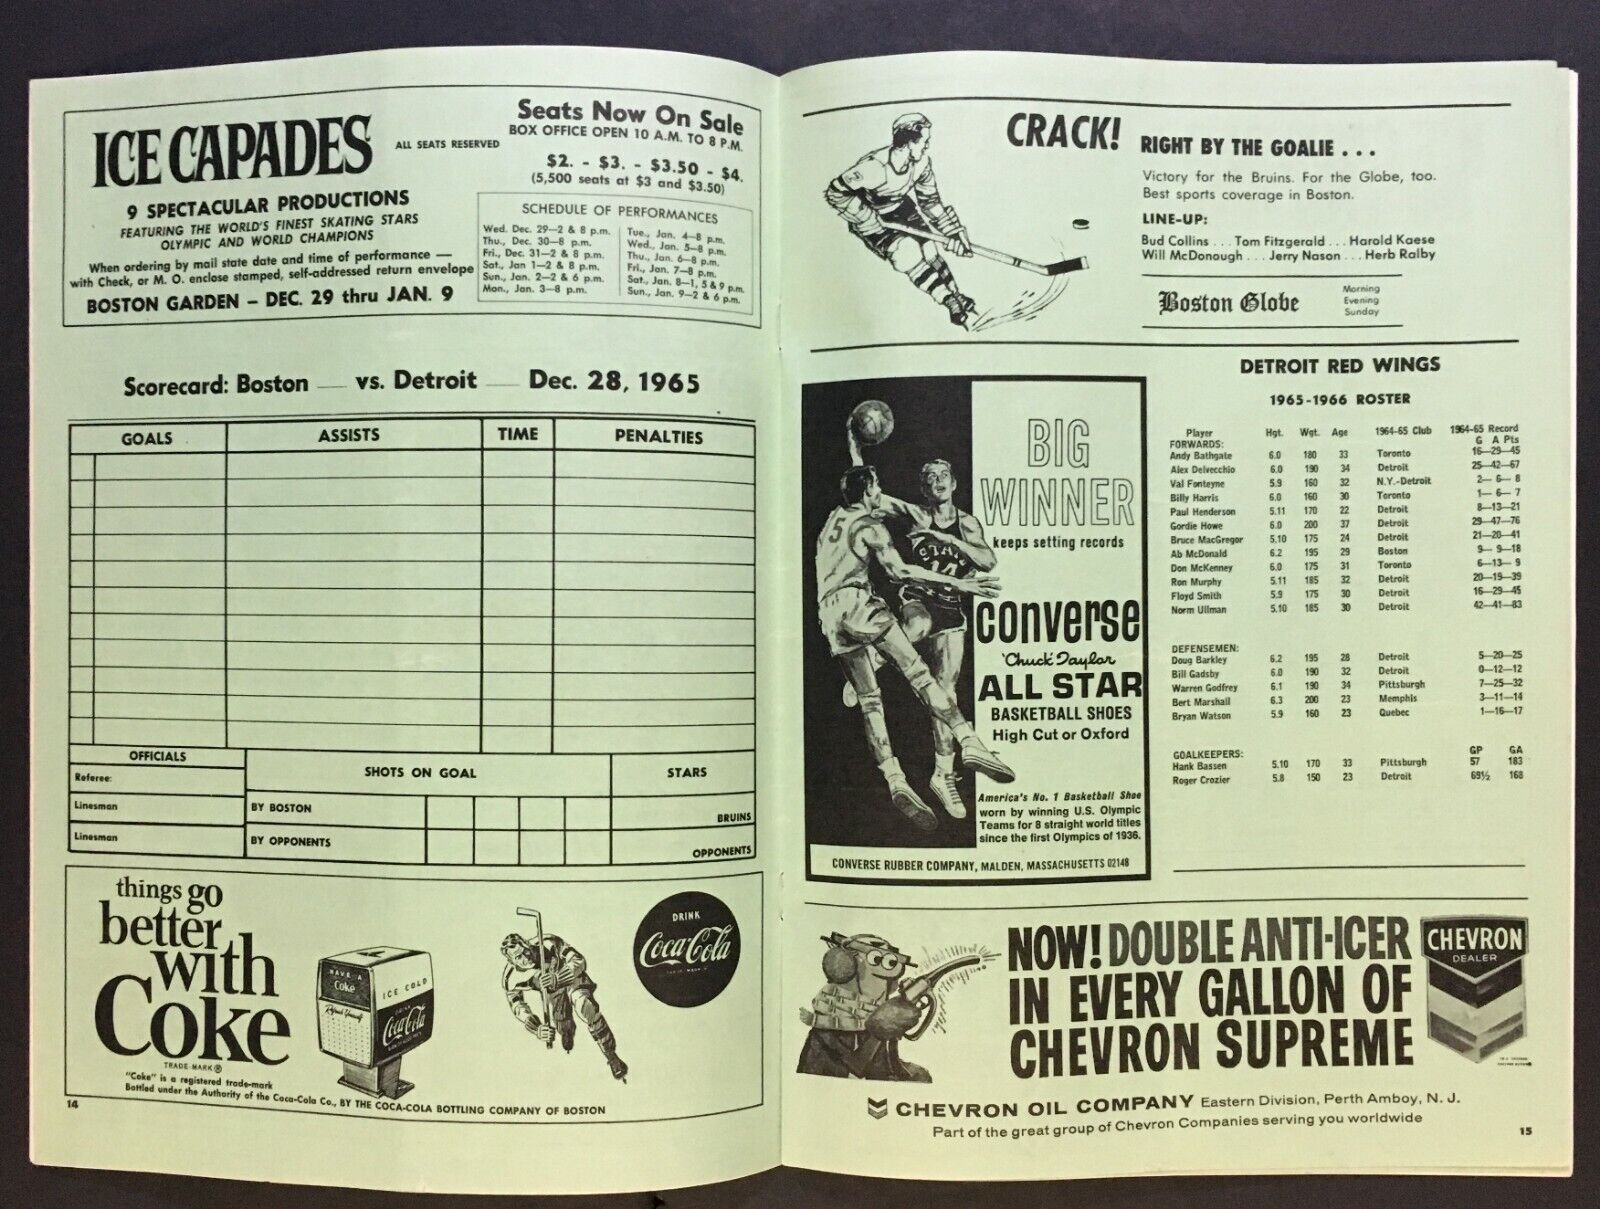 ICE CAPADES
ALL SEATS RESERVED
Seats Now On Sale
BOX OFFICE OPEN 10 A.M. TO 8 P.M.
$2. - $3. - $3.50 - $4.
(5,500 seats at $3 and $3.50)
9 SPECTACULAR PRODUCTIONS
FEATURING THE WORLD'S FINEST SKATING STARS
OLYMPIC AND WORLD CHAMPIONS
When ordering by mail state date and time of performance —
with Check, or M. O. enclose stamped, self-addressed return envelope
BOSTON GARDEN – DEC. 29 thru JAN. 9
SCHEDULE OF PERFORMANCES
Wed. Dec. 29—2 & 8 p.m.
Thu., Dec. 30—8 p.m.
Fri., Dec. 31—2 & 8 p.m.
Sat., Jan 1—2 & 8 p.m.
Sun., Jan. 2—2 & 6 p.m.
Mon., Jan. 3—8 p.m.
Tue., Jan. 4—8 p.m.
Wed., Jan. 5—8 p.m.
Thu., Jan. 6—8 p.m.
Fri., Jan. 7—8 p.m.
Sat., Jan. 8—1, 5 & 9 p.m.
Sun., Jan. 9—2 & 6 p.m.
Scorecard: Boston vs. Detroit Dec. 28, 1965
GOALS ASSISTS TIME PENALTIES
OFFICIALS
Referee:
Linesman
Linesman
SHOTS ON GOAL
BY BOSTON
BY OPPONENTS
STARS
BRUINS
OPPONENTS
things go
better
with
Coke
TRADE-MARK ®
HAVE A
Coke
Refresh Yourself
ICE COLD
DRINK
Coca-Cola
DRINK
Coca-Cola
"Coke" is a registered trade-mark
Bottled under the Authority of the Coca-Cola Co., BY THE COCA-COLA BOTTLING COMPANY OF BOSTON
14
CRACK! RIGHT BY THE GOALIE . . .
Victory for the Bruins. For the Globe, too.
Best sports coverage in Boston.
LINE-UP:
Bud Collins . . . Tom Fitzgerald . . . Harold Kaese
Will McDonough . . . Jerry Nason . . . Herb Ralby
Boston Globe
Morning
Evening
Sunday
5
STARS
44
BIG
WINNER
keeps setting records
converse
'Chuck' Taylor
ALL STAR
BASKETBALL SHOES
High Cut or Oxford
America's No. 1 Basketball Shoe
worn by winning U.S. Olympic
Teams for 8 straight world titles
since the first Olympics of 1936.
CONVERSE RUBBER COMPANY, MALDEN, MASSACHUSETTS 02148
DETROIT RED WINGS
1965-1966 ROSTER
Player Hgt. Wgt. Age 1964-65 Club 1964-65 Record
FORWARDS: G A Pts
Andy Bathgate 6.0 180 33 Toronto 16—29—45
Alex Delvecchio 6.0 190 34 Detroit 25—42—67
Val Fonteyne 5.9 160 32 N.Y.-Detroit 2— 6— 8
Billy Harris 6.0 160 30 Toronto 1— 6— 7
Paul Henderson 5.11 170 22 Detroit 8—13—21
Gordie Howe 6.0 200 37 Detroit 29—47—76
Bruce MacGregor 5.10 175 24 Detroit 21—20—41
Ab McDonald 6.2 195 29 Boston 9— 9—18
Don McKenney 6.0 175 31 Toronto 6—13— 9
Ron Murphy 5.11 185 32 Detroit 20—19—39
Floyd Smith 5.9 175 30 Detroit 16—29—45
Norm Ullman 5.10 185 30 Detroit 42—41—83
DEFENSEMEN:
Doug Barkley 6.2 195 28 Detroit 5—20—25
Bill Gadsby 6.0 190 32 Detroit 0—12—12
Warren Godfrey 6.1 190 34 Pittsburgh 7—25—32
Bert Marshall 6.3 200 23 Memphis 3—11—14
Bryan Watson 5.9 160 23 Quebec 1—16—17
GOALKEEPERS: GP GA
Hank Bassen 5.10 170 33 Pittsburgh 57 183
Roger Crozier 5.8 150 23 Detroit 69½ 168
NOW! DOUBLE ANTI-ICER
IN EVERY GALLON OF
CHEVRON SUPREME
CHEVRON
DEALER
CHEVRON OIL COMPANY Eastern Division, Perth Amboy, N. J.
Part of the great group of Chevron Companies serving you worldwide
15